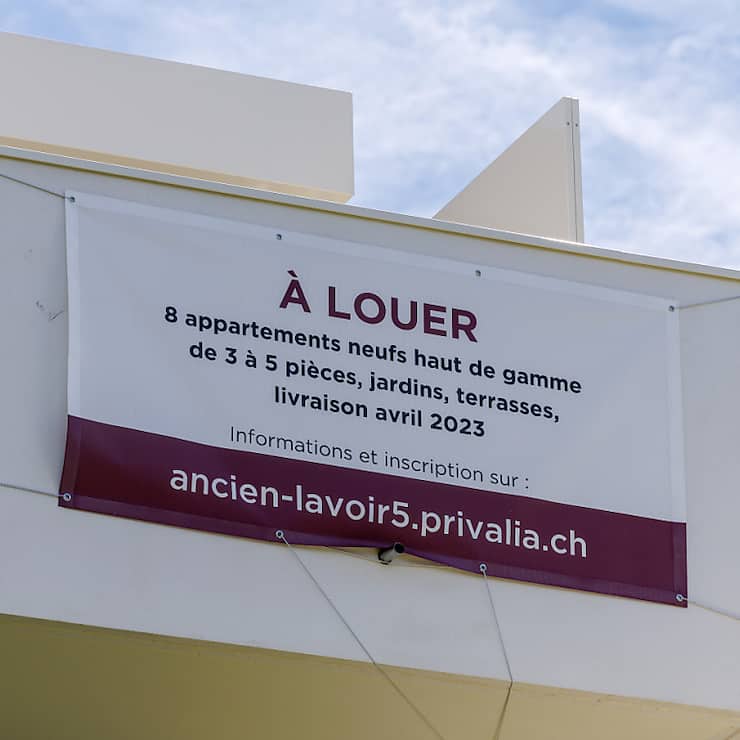 À LOUER
8 appartements neufs haut de gamme
de 3 à 5 pièces, jardins, terrasses,
livraison avril 2023
Informations et inscription sur :
ancien-lavoir5.privalia.ch